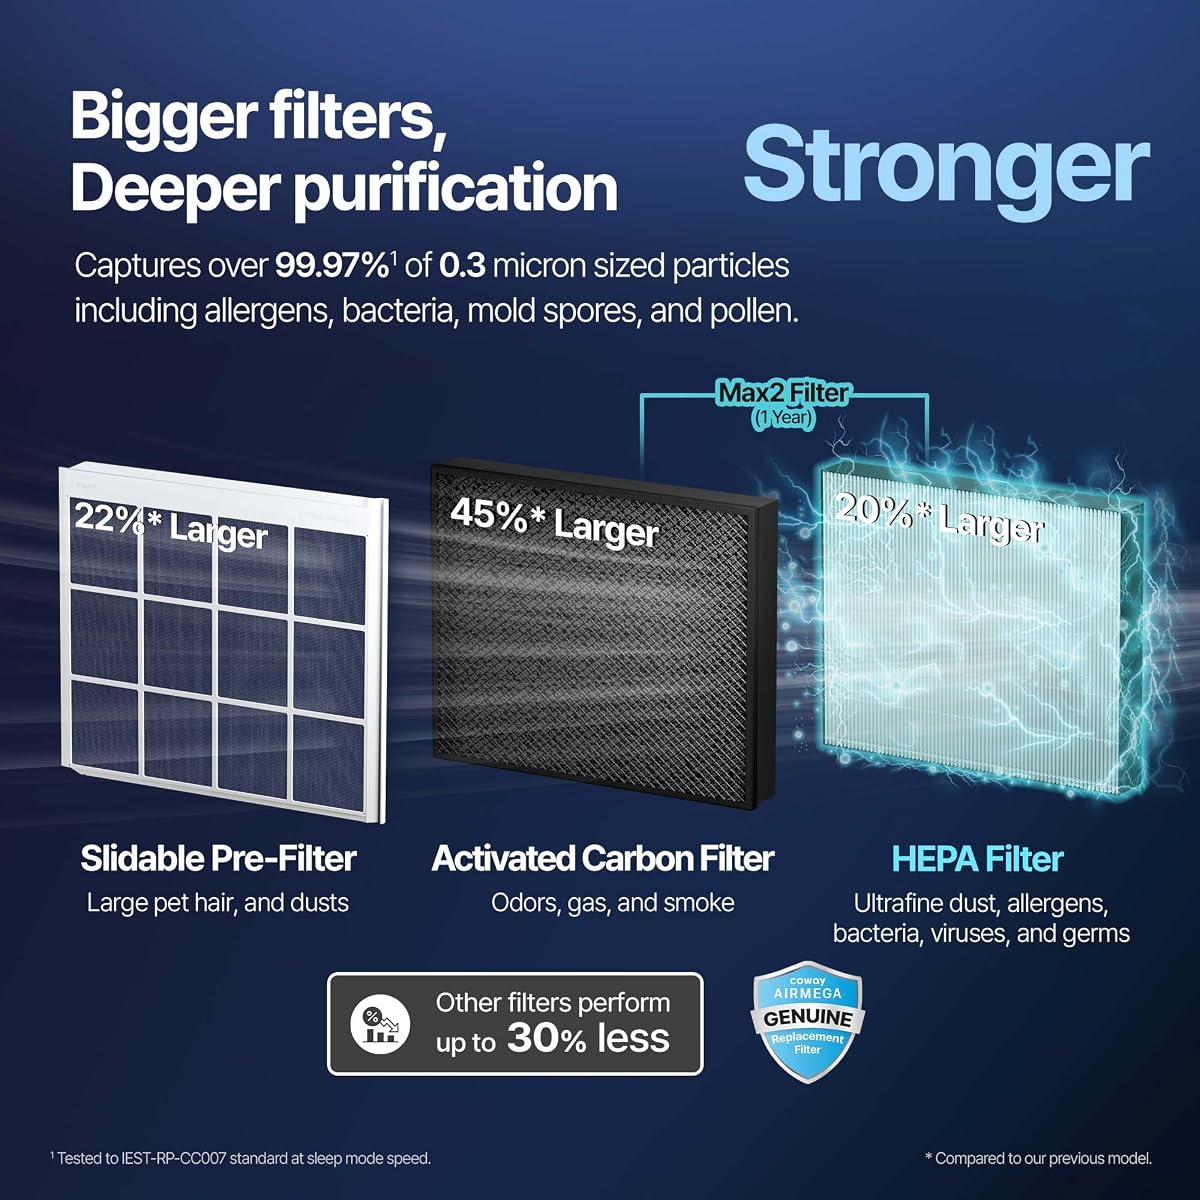 Bigger filters,
Deeper purification
Stronger
Captures over 99.97%¹ of 0.3 micron sized particles
including allergens, bacteria, mold spores, and pollen.
Max2 Filter
(1 Year)
22%* Larger
45%* Larger
20%* Larger
Slidable Pre-Filter
Large pet hair, and dusts
Activated Carbon Filter
Odors, gas, and smoke
HEPA Filter
Ultrafine dust, allergens,
bacteria, viruses, and germs
%
Other filters perform
up to 30% less
coway
AIRMEGA
GENUINE
Replacement
Filter
¹ Tested to IEST-RP-CC007 standard at sleep mode speed.
* Compared to our previous model.